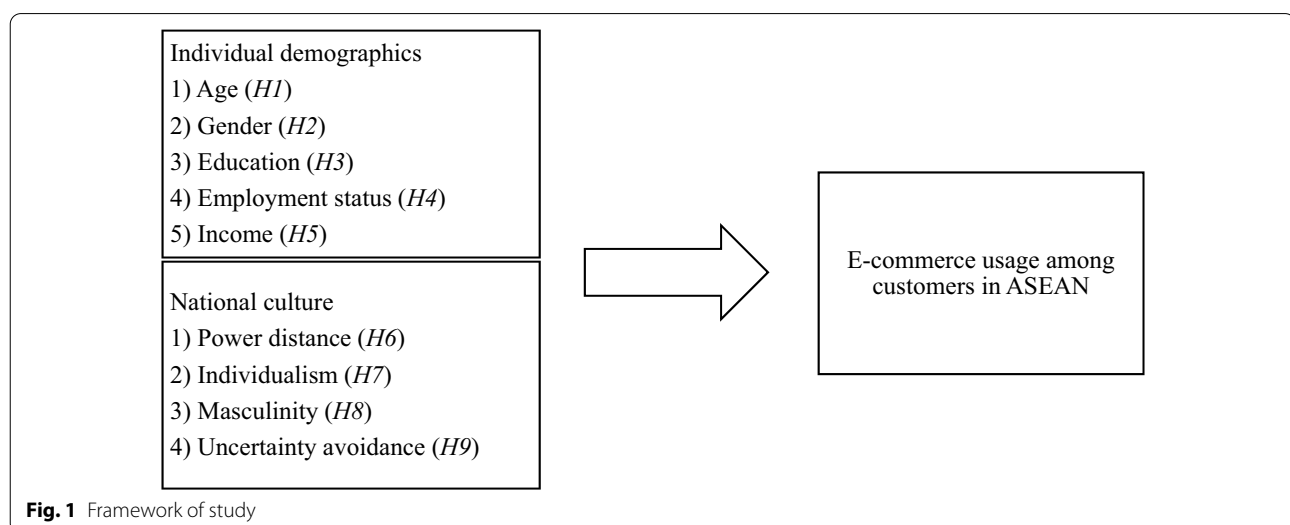 Individual demographics
1) Age (H1)
2) Gender (H2)
3) Education (H3)
4) Employment status (H4)
5) Income (H5)
National culture
1) Power distance (H6)
2) Individualism (H7)
3) Masculinity (H8)
4) Uncertainty avoidance (H9)
E-commerce usage among
customers in ASEAN
Fig. 1 Framework of study